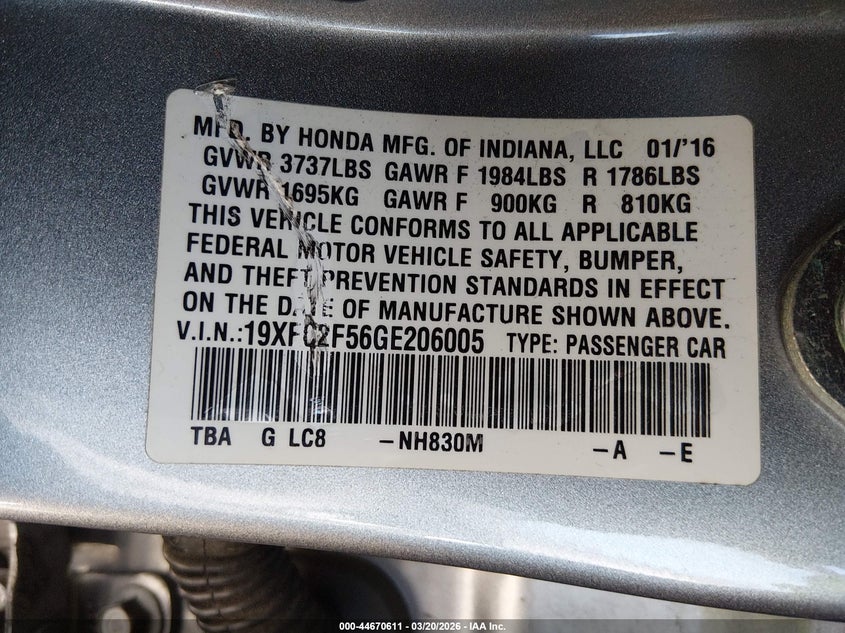 MFD. BY HONDA MFG. OF INDIANA, LLC 01/'16
GVWR 3737LBS GAWR F 1984LBS R 1786LBS
GVWR 1695KG GAWR F 900KG R 810KG
THIS VEHICLE CONFORMS TO ALL APPLICABLE
FEDERAL MOTOR VEHICLE SAFETY, BUMPER,
AND THEFT PREVENTION STANDARDS IN EFFECT
ON THE DATE OF MANUFACTURE SHOWN ABOVE.
V.I.N.:19XFC2F56GE206005 TYPE: PASSENGER CAR
TBA G LC8 -NH830M -A -E
000-44670611 - 03/20/2026 - IAA Inc.